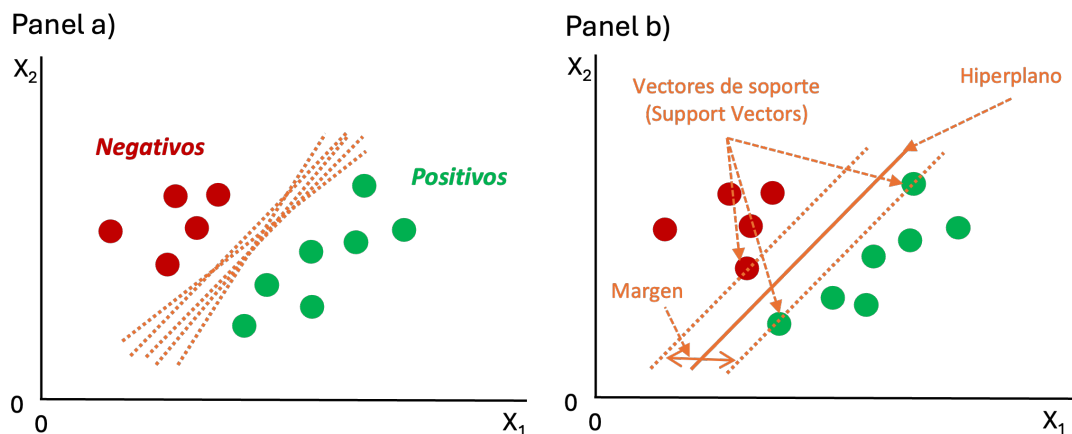 Panel a)
X2
Negativos
Positivos
0
0
X1
Panel b)
X2
Vectores de soporte
(Support Vectors)
Hiperplano
Margen
0
0
X1